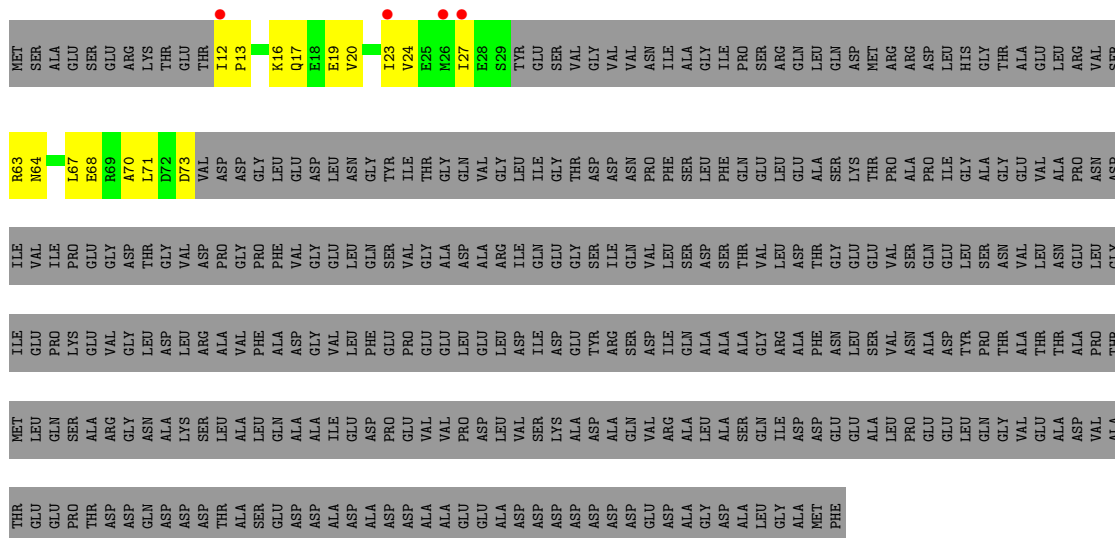 MET SER ALA GLU SER GLU ARG LYS THR GLU THR I12 P13 K16 Q17 E18 E19 V20 I23 V24 E25 M26 I27 E28 S29 TYR GLU SER VAL GLY VAL VAL ASN ILE ALA GLY ILE PRO SER ARG GLN LEU GLN ASP MET ARG ARG ASP LEU HIS GLY THR ALA GLU LEU ARG VAL SER
R63 N64 L67 E68 R69 A70 L71 D72 D73 VAL ASP ASP GLY LEU GLU ASP LEU ASN GLY TYR ILE THR GLY GLN VAL GLY LEU ILE GLY THR ASP ASP ASN PRO PHE SER LEU PHE GLN GLU LEU GLU ALA SER LYS THR PRO ALA PRO ILE GLY ALA GLY GLU VAL ALA PRO ASN ASP
ILE VAL ILE PRO GLU GLY ASP THR GLY VAL ASP PRO GLY PRO PHE VAL GLY GLU LEU GLN SER VAL GLY ALA ASP ALA ARG ILE GLN GLU GLY SER ILE GLN VAL LEU SER ASP SER THR VAL LEU ASP THR GLY GLU GLU VAL SER GLN GLU LEU SER ASN VAL LEU ASN GLU LEU GLY
ILE GLU PRO LYS GLU VAL GLY LEU ASP LEU ARG ALA VAL PHE ALA ASP GLY VAL LEU PHE GLU PRO GLU GLU LEU GLU LEU ASP ILE ASP GLU TYR ARG SER ASP ILE GLN ALA ALA ALA GLY ARG ALA PHE ASN LEU SER VAL ASN ALA ASP TYR PRO THR ALA THR THR ALA PRO THR
MET LEU GLN SER ALA ARG GLY ASN ALA LYS SER LEU ALA LEU GLN ALA ALA ILE GLU ASP PRO GLU VAL VAL PRO ASP LEU VAL SER LYS ALA ASP ALA GLN VAL ARG ALA LEU ALA SER GLN ILE ASP ASP GLU GLU ALA LEU PRO GLU GLU LEU GLN GLY VAL GLU ALA ASP VAL ALA
THR GLU GLU PRO THR ASP ASP GLN ASP ASP ASP THR ALA SER GLU ASP ASP ALA ASP ALA ASP ASP ALA ALA GLU GLU ALA ASP ASP ASP ASP ASP ASP ASP GLU ASP ALA GLY ASP ALA LEU GLY ALA MET PHE